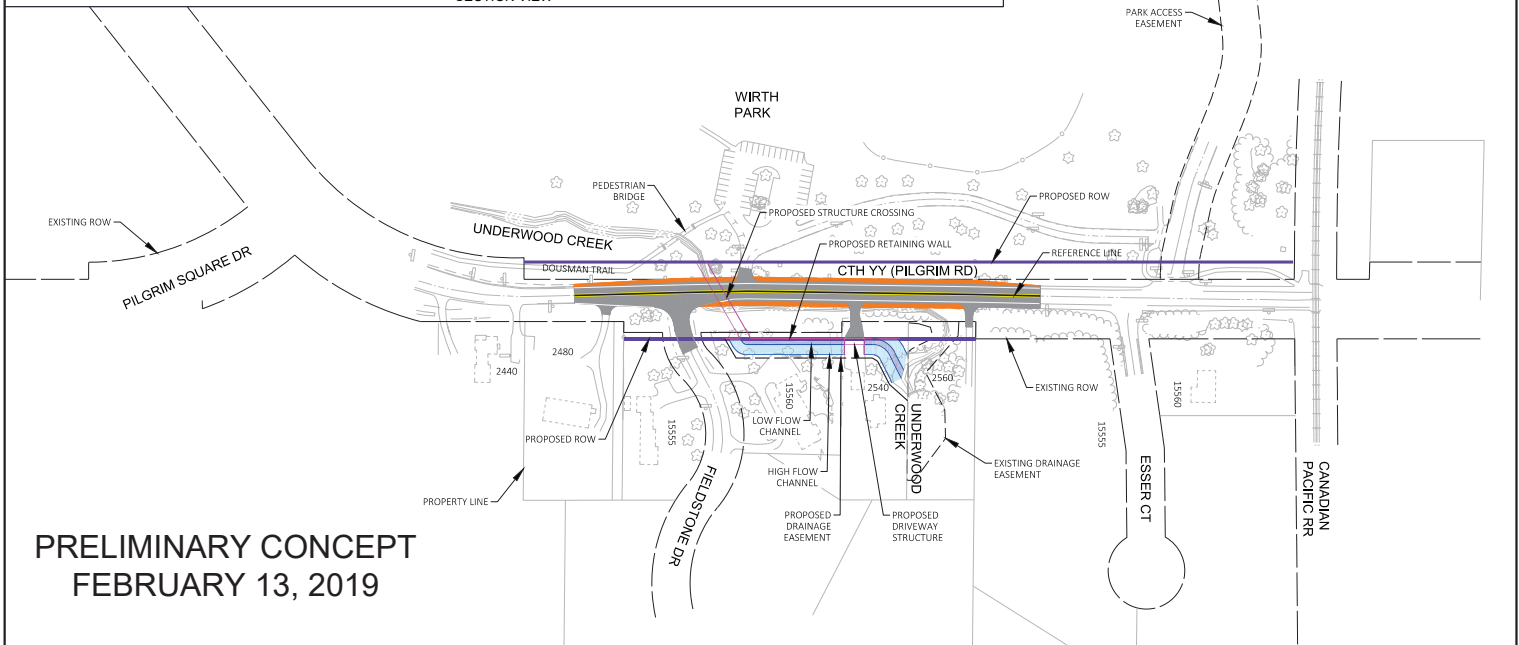 SECTION VIEW
PARK ACCESS
EASEMENT
WIRTH
PARK
PEDESTRIAN
BRIDGE
PROPOSED STRUCTURE CROSSING
PROPOSED ROW
EXISTING ROW
UNDERWOOD CREEK
PROPOSED RETAINING WALL
REFERENCE LINE
PILGRIM SQUARE DR
DOUSMAN TRAIL
CTH YY (PILGRIM RD)
2480
2440
15560
2540
2560
EXISTING ROW
15560
PROPOSED ROW
15555
LOW FLOW
CHANNEL
UNDERWOOD
CREEK
15555
HIGH FLOW
CHANNEL
EXISTING DRAINAGE
EASEMENT
PROPERTY LINE
FIELDSTONE DR
PROPOSED
DRAINAGE
EASEMENT
PROPOSED
DRIVEWAY
STRUCTURE
ESSER CT
CANADIAN
PACIFIC RR
PRELIMINARY CONCEPT
FEBRUARY 13, 2019